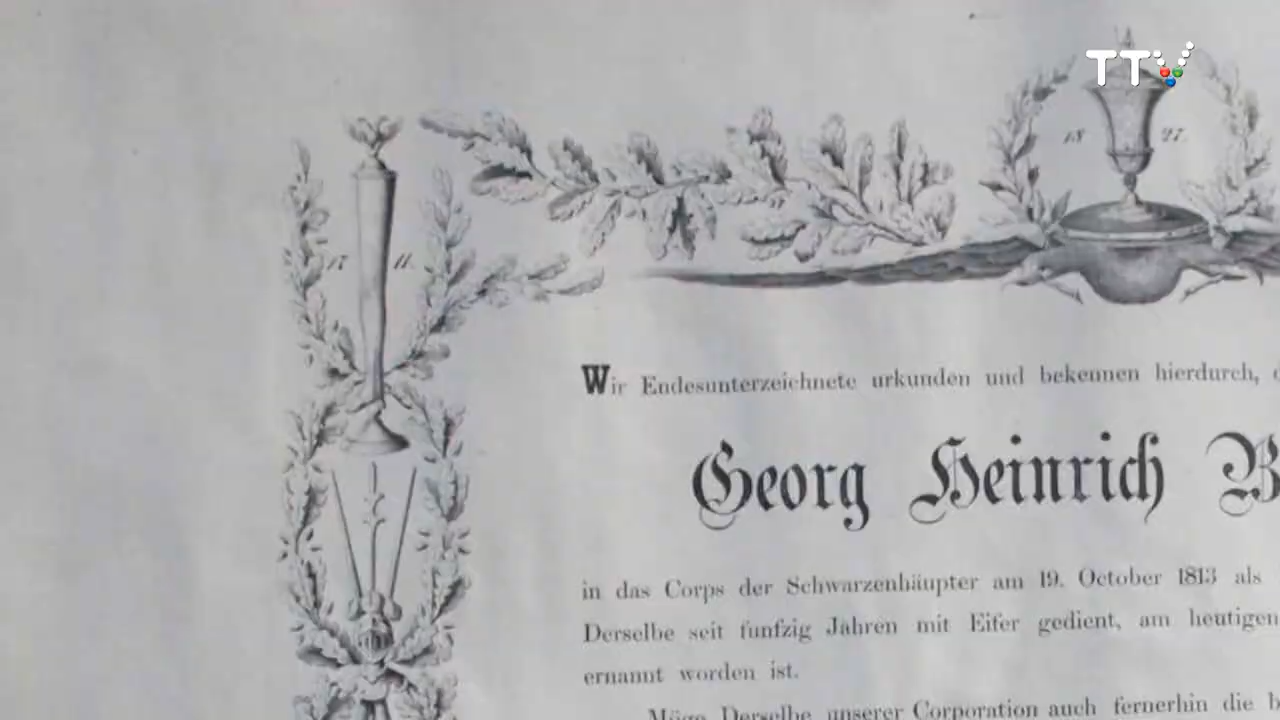 TTV
18 27.
17 11.
Wir Endesunterzeichnete urkunden und bekennen hierdurch,
Georg Heinrich B
in das Corps der Schwarzenhäupter am 19. October 1813 als
Derselbe seit funfzig Jahren mit Eifer gedient, am heutigen
ernannt worden ist.
Möge Derselbe unserer Corporation auch fernerhin die b